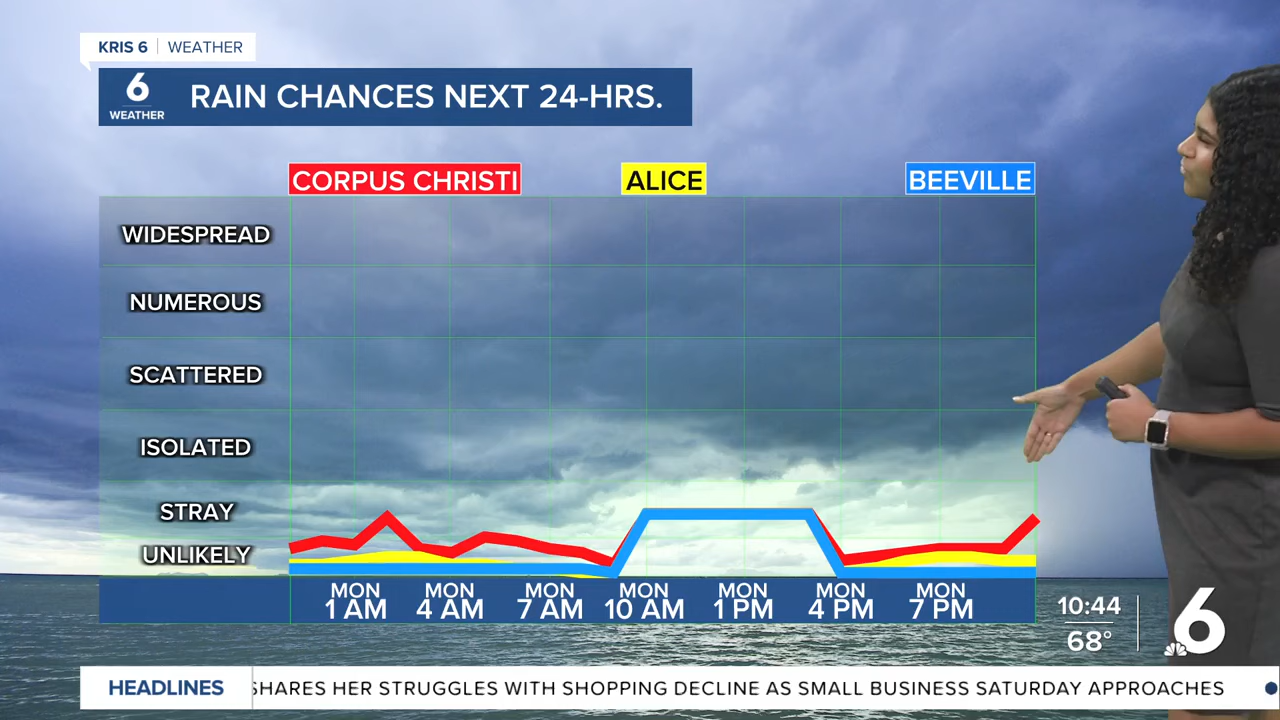 KRIS 6 WEATHER
6
WEATHER
RAIN CHANCES NEXT 24-HRS.
CORPUS CHRISTI ALICE BEEVILLE
WIDESPREAD
NUMEROUS
SCATTERED
ISOLATED
STRAY
UNLIKELY
MON MON MON MON MON MON MON
1 AM 4 AM 7 AM 10 AM 1 PM 4 PM 7 PM
10:44
68°
6
HEADLINES SHARES HER STRUGGLES WITH SHOPPING DECLINE AS SMALL BUSINESS SATURDAY APPROACHES